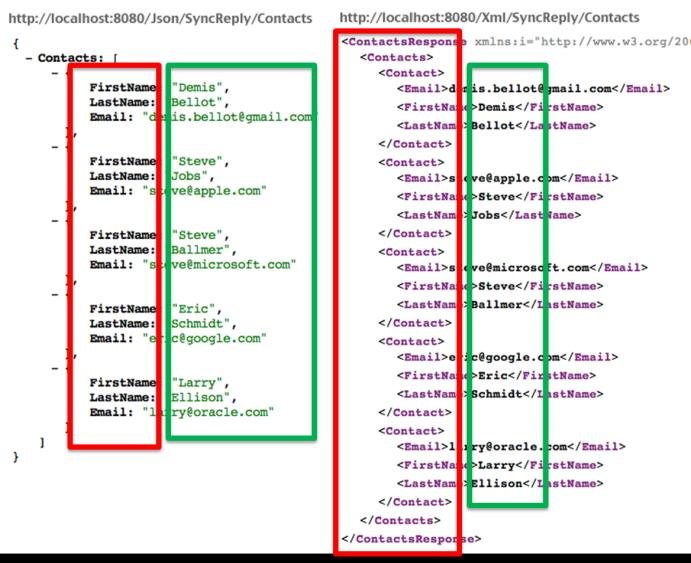 http://localhost:8080/Json/SyncReply/Contacts
{
- Contacts: [
-
FirstName "Demis",
LastName: Bellot",
Email: "demis.bellot@gmail.com
},
-
FirstName "Steve",
LastName: Jobs",
Email: "steve@apple.com"
},
-
FirstName "Steve",
LastName: Ballmer",
Email: "steve@microsoft.com"
},
-
FirstName "Eric",
LastName: Schmidt",
Email: "eric@google.com"
},
-
FirstName "Larry",
LastName: Ellison",
Email: "larry@oracle.com"
}
]
}
http://localhost:8080/Xml/SyncReply/Contacts
<ContactsResponse xmlns:i="http://www.w3.org/200
<Contacts>
<Contact>
<Email>demis.bellot@gmail.com</Email>
<FirstName>Demis</FirstName>
<LastName>Bellot</LastName>
</Contact>
<Contact>
<Email>steve@apple.com</Email>
<FirstName>Steve</FirstName>
<LastName>Jobs</LastName>
</Contact>
<Contact>
<Email>steve@microsoft.com</Email>
<FirstName>Steve</FirstName>
<LastName>Ballmer</LastName>
</Contact>
<Contact>
<Email>eric@google.com</Email>
<FirstName>Eric</FirstName>
<LastName>Schmidt</LastName>
</Contact>
<Contact>
<Email>larry@oracle.com</Email>
<FirstName>Larry</FirstName>
<LastName>Ellison</LastName>
</Contact>
</Contacts>
</ContactsResponse>